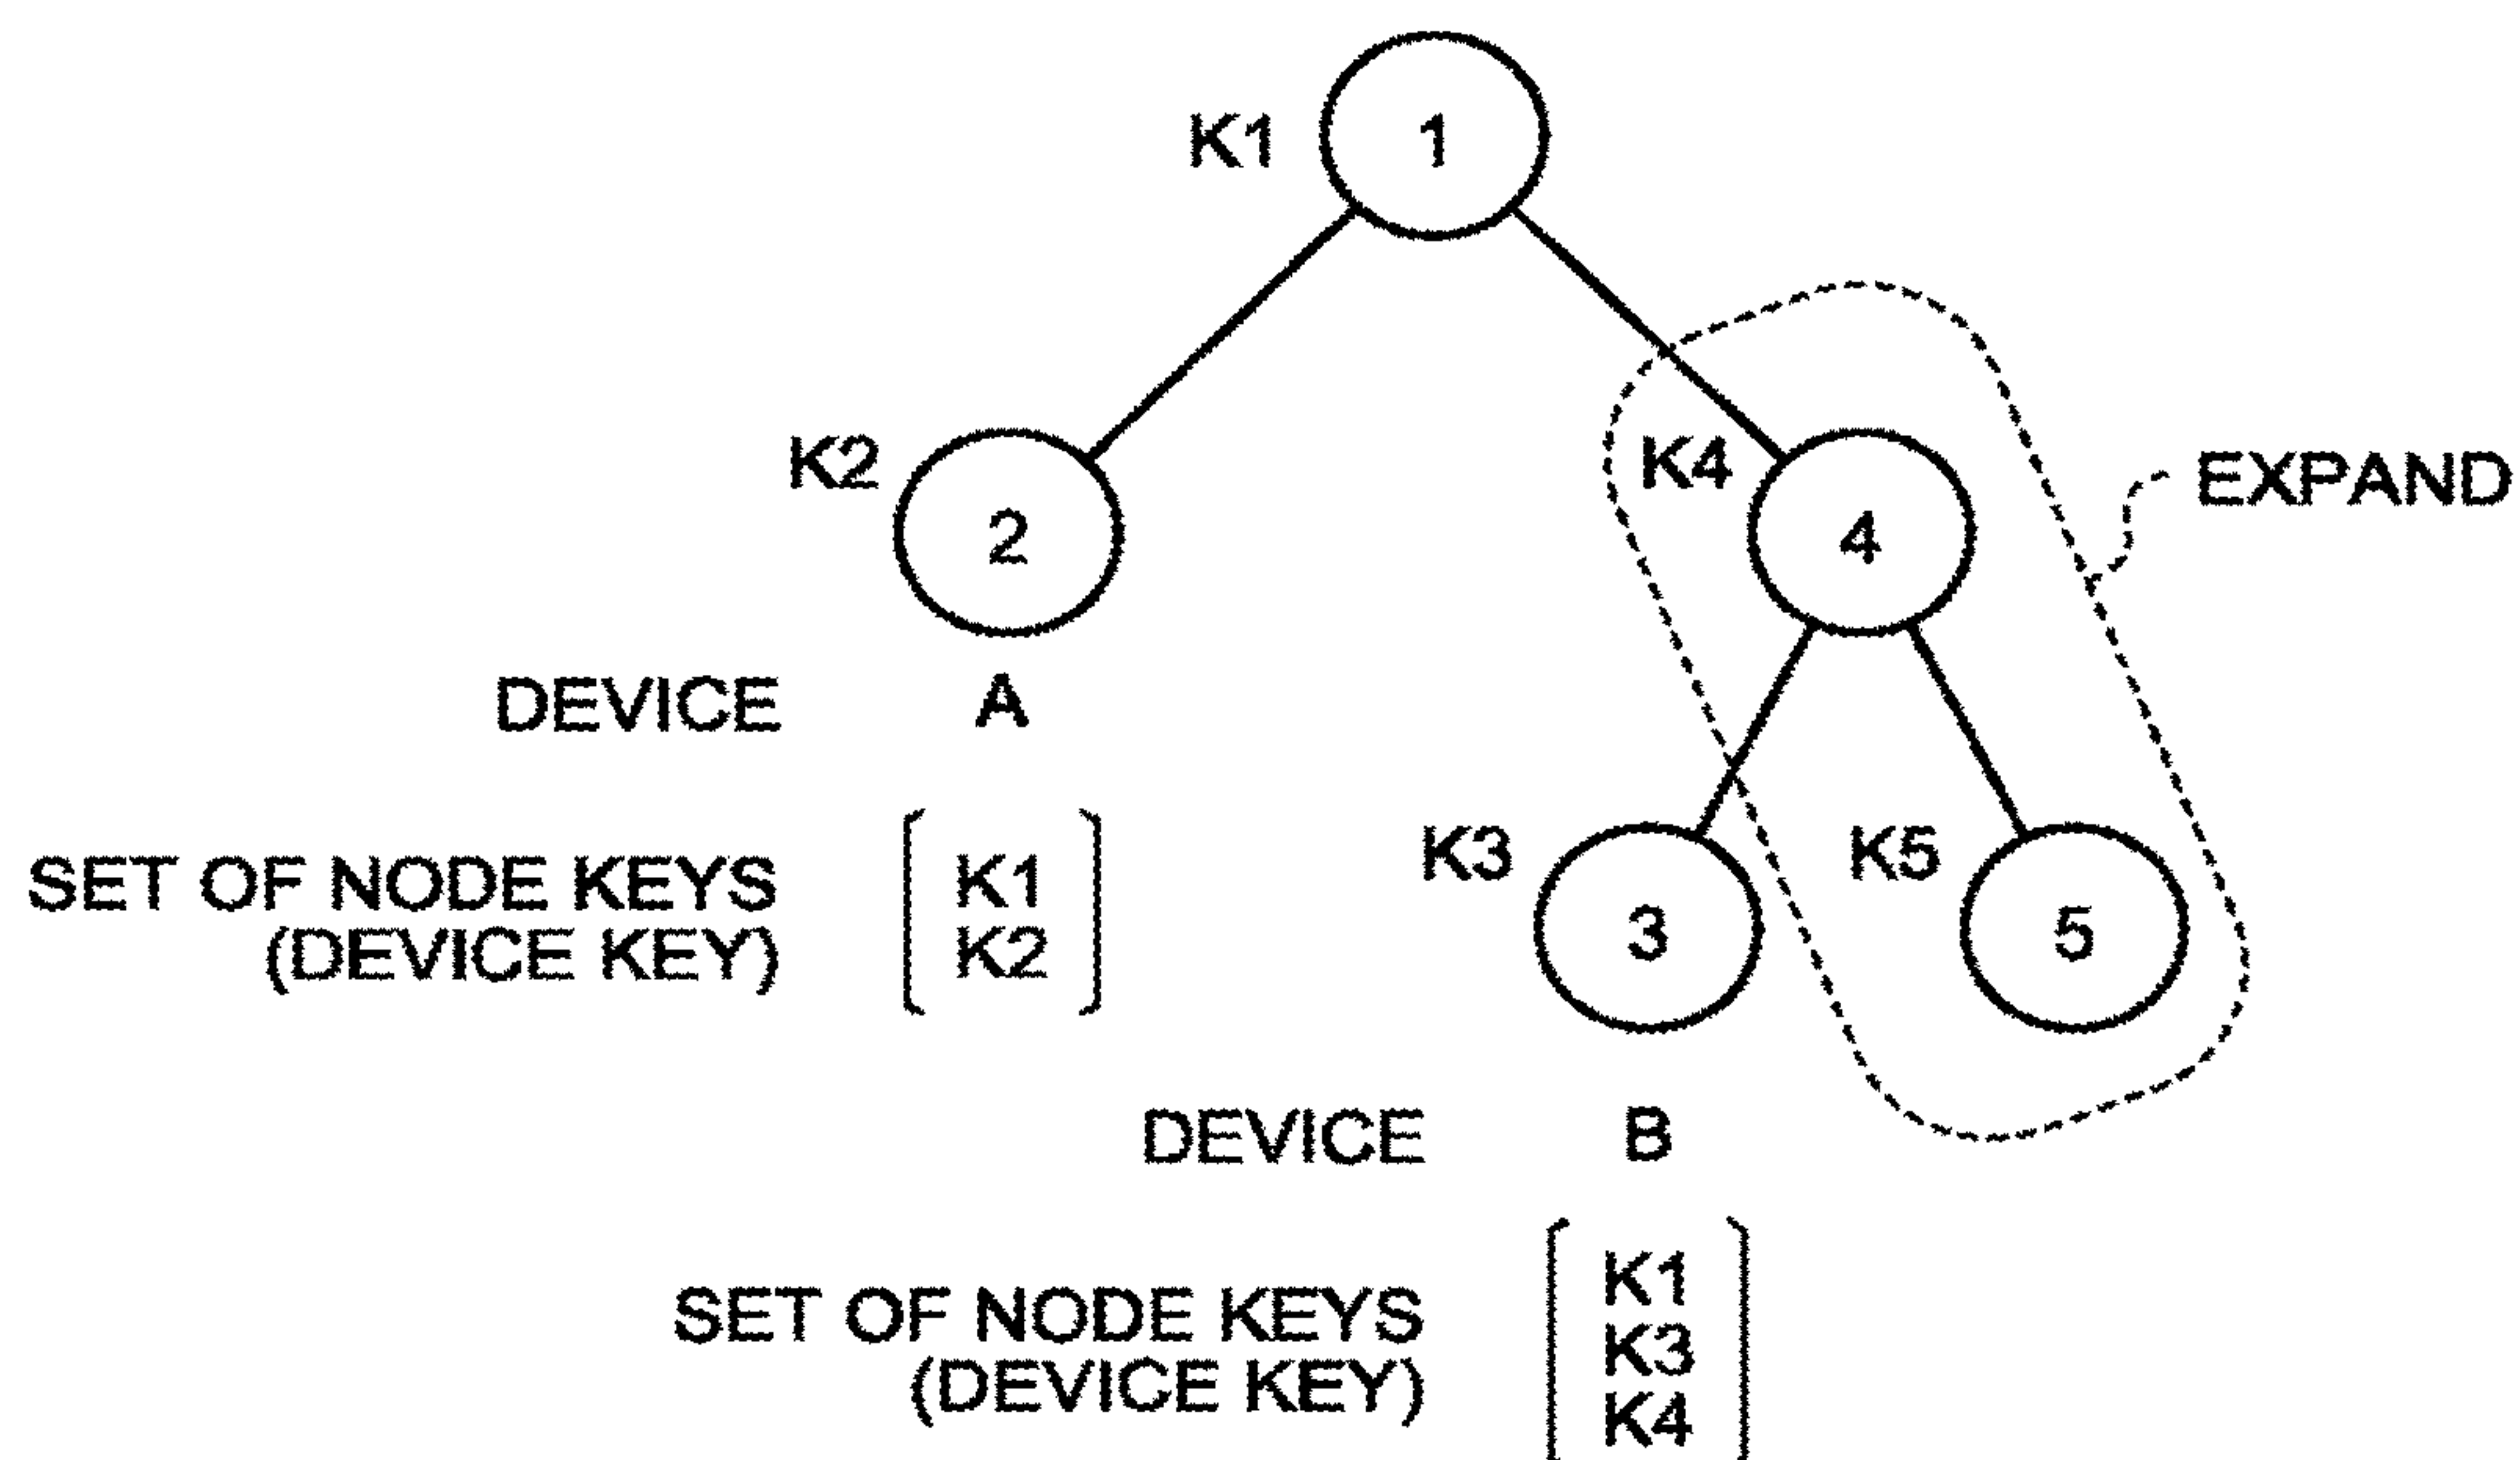 K1
1
K2
2
K4
4
EXPAND
DEVICE A
K3
3
K5
5
SET OF NODE KEYS
(DEVICE KEY)
K1
K2
DEVICE B
SET OF NODE KEYS
(DEVICE KEY)
K1
K3
K4